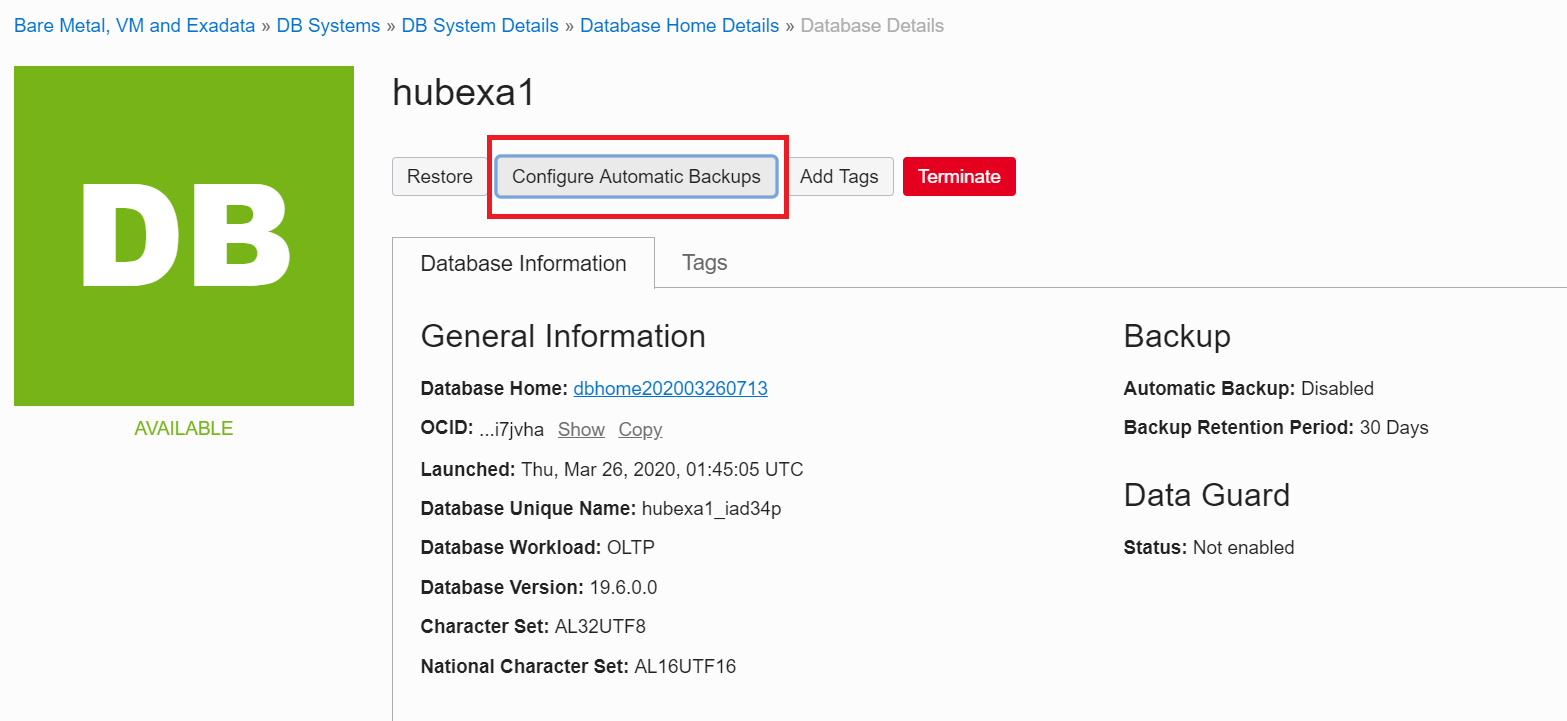 Bare Metal, VM and Exadata » DB Systems » DB System Details » Database Home Details » Database Details
DB
AVAILABLE
hubexa1
Restore Configure Automatic Backups Add Tags Terminate
Database Information Tags
General Information
Database Home: dbhome202003260713
OCID: ...i7jvha Show Copy
Launched: Thu, Mar 26, 2020, 01:45:05 UTC
Database Unique Name: hubexa1_iad34p
Database Workload: OLTP
Database Version: 19.6.0.0
Character Set: AL32UTF8
National Character Set: AL16UTF16
Backup
Automatic Backup: Disabled
Backup Retention Period: 30 Days
Data Guard
Status: Not enabled